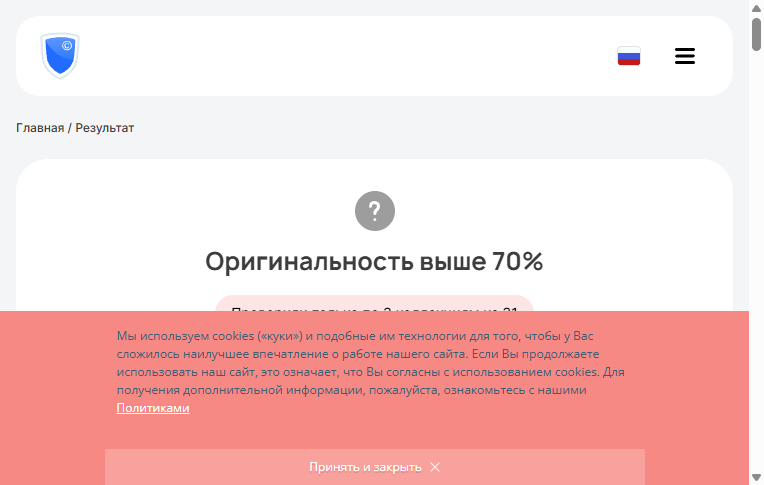 ©
Главная / Результат
?
Оригинальность выше 70%
Мы используем cookies («куки») и подобные им технологии для того, чтобы у Вас
сложилось наилучшее впечатление о работе нашего сайта. Если Вы продолжаете
использовать наш сайт, это означает, что Вы согласны с использованием cookies. Для
получения дополнительной информации, пожалуйста, ознакомьтесь с нашими
Политиками
Принять и закрыть